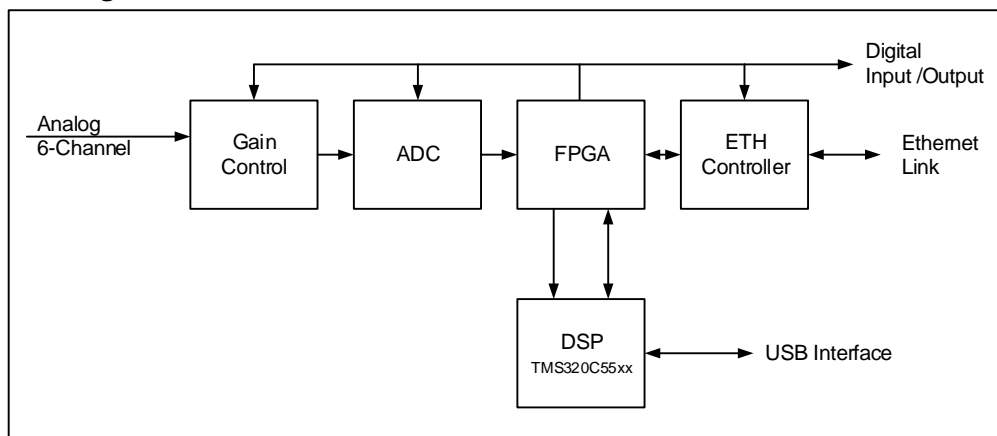 Digital
Input /Output
Analog
6-Channel
Gain
Control
ADC
FPGA
ETH
Controller
Ethernet
Link
DSP
TMS320C55xx
USB Interface